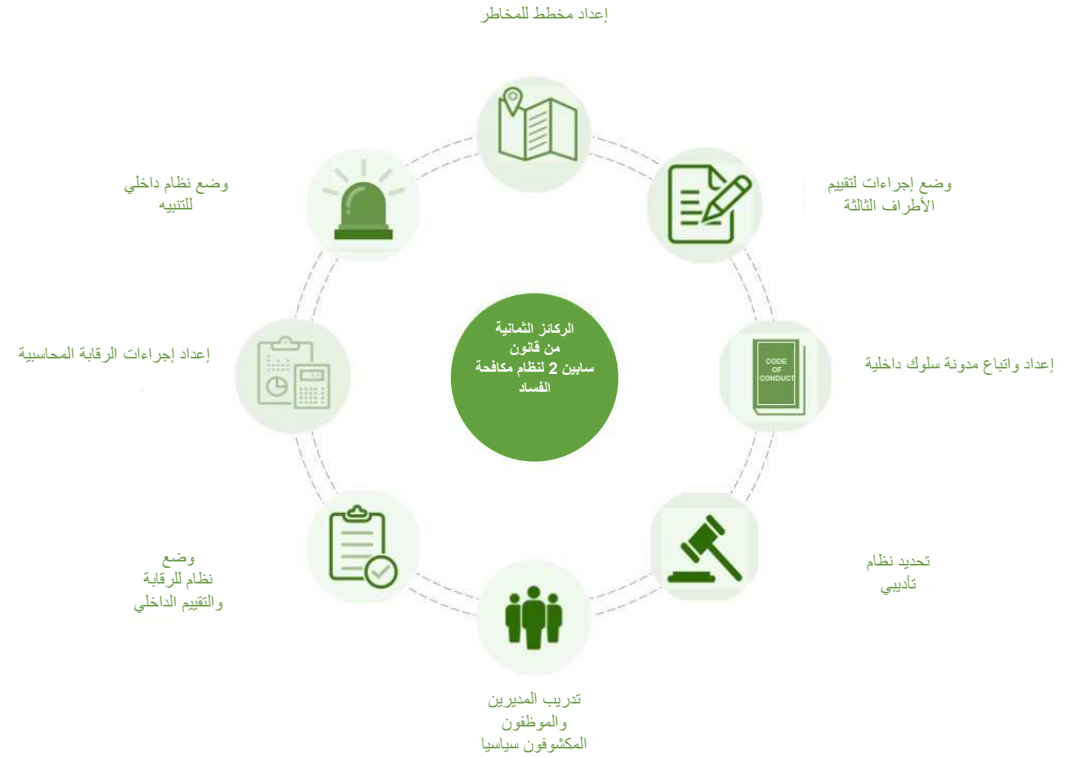 إعداد مخطط للمخاطر
وضع إجراءات لتقييم
الأطراف الثالثة
إعداد واتباع مدونة سلوك داخلية
CODE
OF
CONDUCT
تحديد نظام
تأديبي
تدريب المديرين
والموظفون
المكشوفون سياسيا
وضع
نظام للرقابة
والتقييم الداخلي
إعداد إجراءات الرقابة المحاسبية
وضع نظام داخلي
للتنبيه
الركائز الثمانية
من قانون
سابين 2 لنظام مكافحة
الفساد